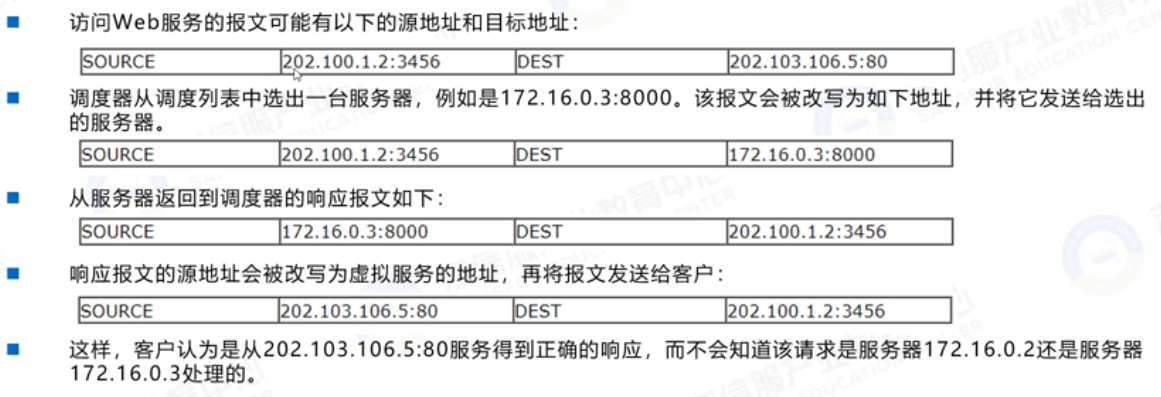 访问Web服务的报文可能有以下的源地址和目标地址：
SOURCE 202.100.1.2:3456 DEST 202.103.106.5:80
调度器从调度列表中选出一台服务器，例如是172.16.0.3:8000。该报文会被改写为如下地址，并将它发送给选出
的服务器。
SOURCE 202.100.1.2:3456 DEST 172.16.0.3:8000
从服务器返回到调度器的响应报文如下：
SOURCE 172.16.0.3:8000 DEST 202.100.1.2:3456
响应报文的源地址会被改写为虚拟服务的地址，再将报文发送给客户：
SOURCE 202.103.106.5:80 DEST 202.100.1.2:3456
这样，客户认为是从202.103.106.5:80服务得到正确的响应，而不会知道该请求是服务器172.16.0.2还是服务器
172.16.0.3处理的。